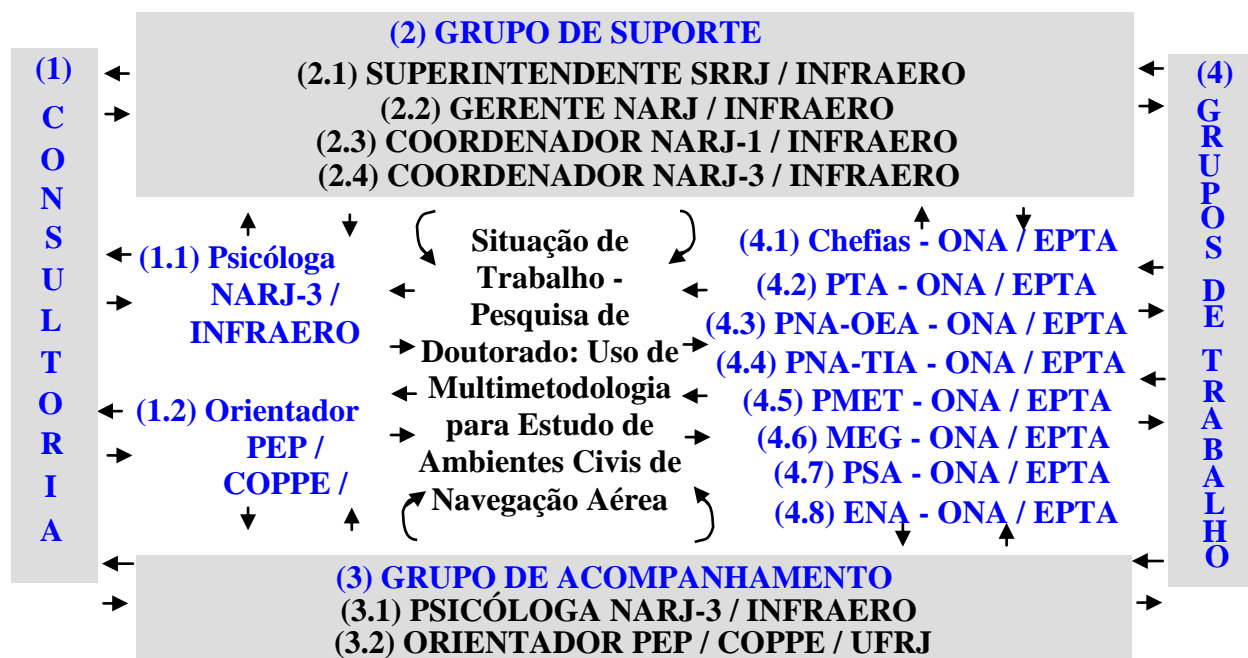 (2) GRUPO DE SUPORTE
(2.1) SUPERINTENDENTE SRRJ / INFRAERO
(2.2) GERENTE NARJ / INFRAERO
(2.3) COORDENADOR NARJ-1 / INFRAERO
(2.4) COORDENADOR NARJ-3 / INFRAERO
(1)
C
O
N
S
U
L
T
O
R
I
A
(1.1) Psicóloga
NARJ-3 /
INFRAERO
(1.2) Orientador
PEP /
COPPE /
Situação de
Trabalho -
Pesquisa de
Doutorado: Uso de
Multimetodologia
para Estudo de
Ambientes Civis de
Navegação Aérea
(4.1) Chefias - ONA / EPTA
(4.2) PTA - ONA / EPTA
(4.3) PNA-OEA - ONA / EPTA
(4.4) PNA-TIA - ONA / EPTA
(4.5) PMET - ONA / EPTA
(4.6) MEG - ONA / EPTA
(4.7) PSA - ONA / EPTA
(4.8) ENA - ONA / EPTA
(4)
G
R
U
P
O
S
D
E
T
R
A
B
A
L
H
O
(3) GRUPO DE ACOMPANHAMENTO
(3.1) PSICÓLOGA NARJ-3 / INFRAERO
(3.2) ORIENTADOR PEP / COPPE / UFRJ